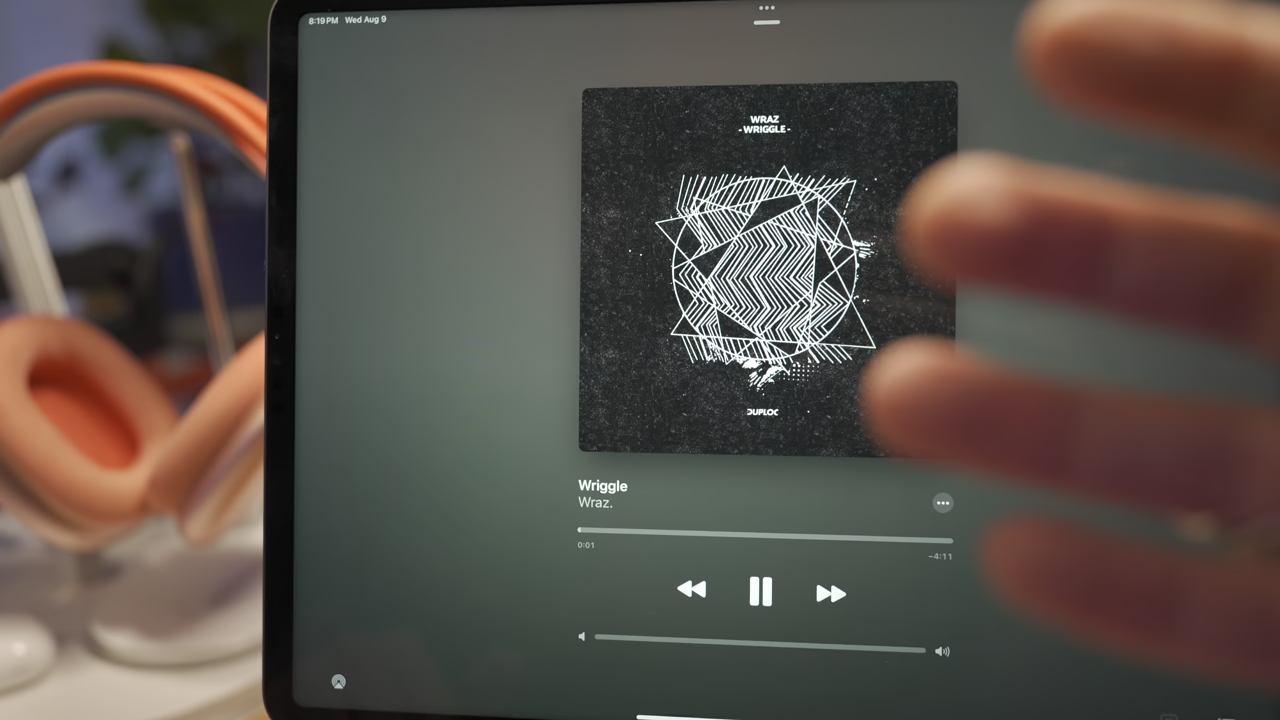 8:19 PM Wed Aug 9
WRAZ
-WRIGGLE-
DUPLOC
Wriggle
Wraz.
0:01
-4:11